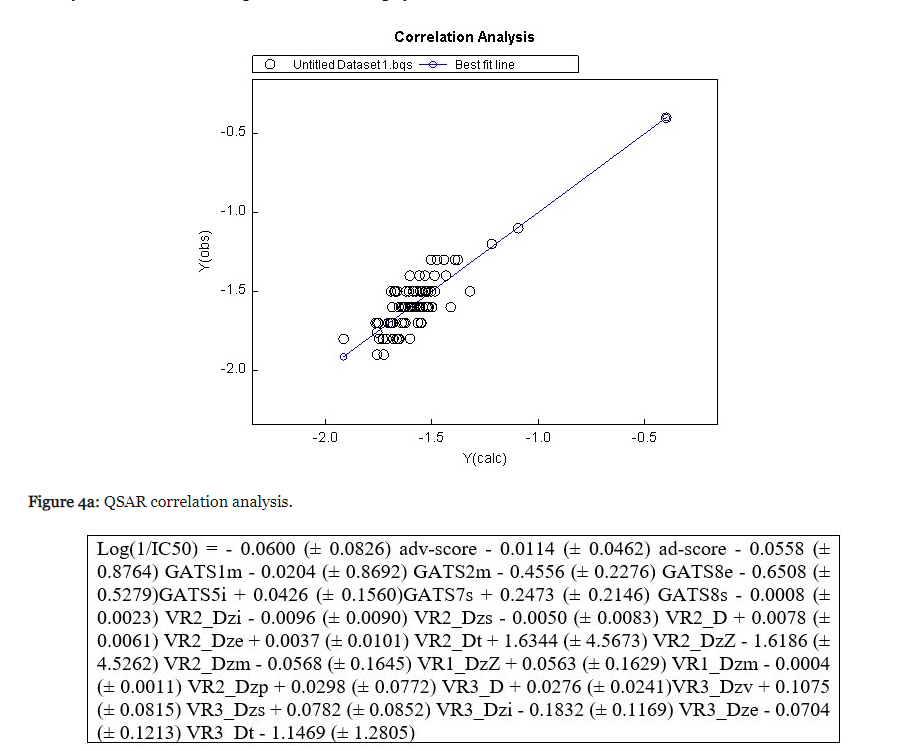 Correlation Analysis
Untitled Dataset1.bqs Best fit line
-0.5
-1.0
Y(obs)
-1.5
-2.0
-2.0 -1.5 -1.0 -0.5
Y(calc)
Figure 4a: QSAR correlation analysis.
Log(1/IC50) = - 0.0600 (± 0.0826) adv-score - 0.0114 (± 0.0462) ad-score - 0.0558 (±
0.8764) GATS1m - 0.0204 (± 0.8692) GATS2m - 0.4556 (± 0.2276) GATS8e - 0.6508 (±
0.5279)GATS5i + 0.0426 (± 0.1560)GATS7s + 0.2473 (± 0.2146) GATS8s - 0.0008 (±
0.0023) VR2_Dzi - 0.0096 (± 0.0090) VR2_Dzs - 0.0050 (± 0.0083) VR2_D + 0.0078 (±
0.0061) VR2_Dze + 0.0037 (± 0.0101) VR2_Dt + 1.6344 (± 4.5673) VR2_DzZ - 1.6186 (±
4.5262) VR2_Dzm - 0.0568 (± 0.1645) VR1_DzZ + 0.0563 (± 0.1629) VR1_Dzm - 0.0004
(± 0.0011) VR2_Dzp + 0.0298 (± 0.0772) VR3_D + 0.0276 (± 0.0241)VR3_Dzv + 0.1075
(± 0.0815) VR3_Dzs + 0.0782 (± 0.0852) VR3_Dzi - 0.1832 (± 0.1169) VR3_Dze - 0.0704
(± 0.1213) VR3_Dt - 1.1469 (± 1.2805)